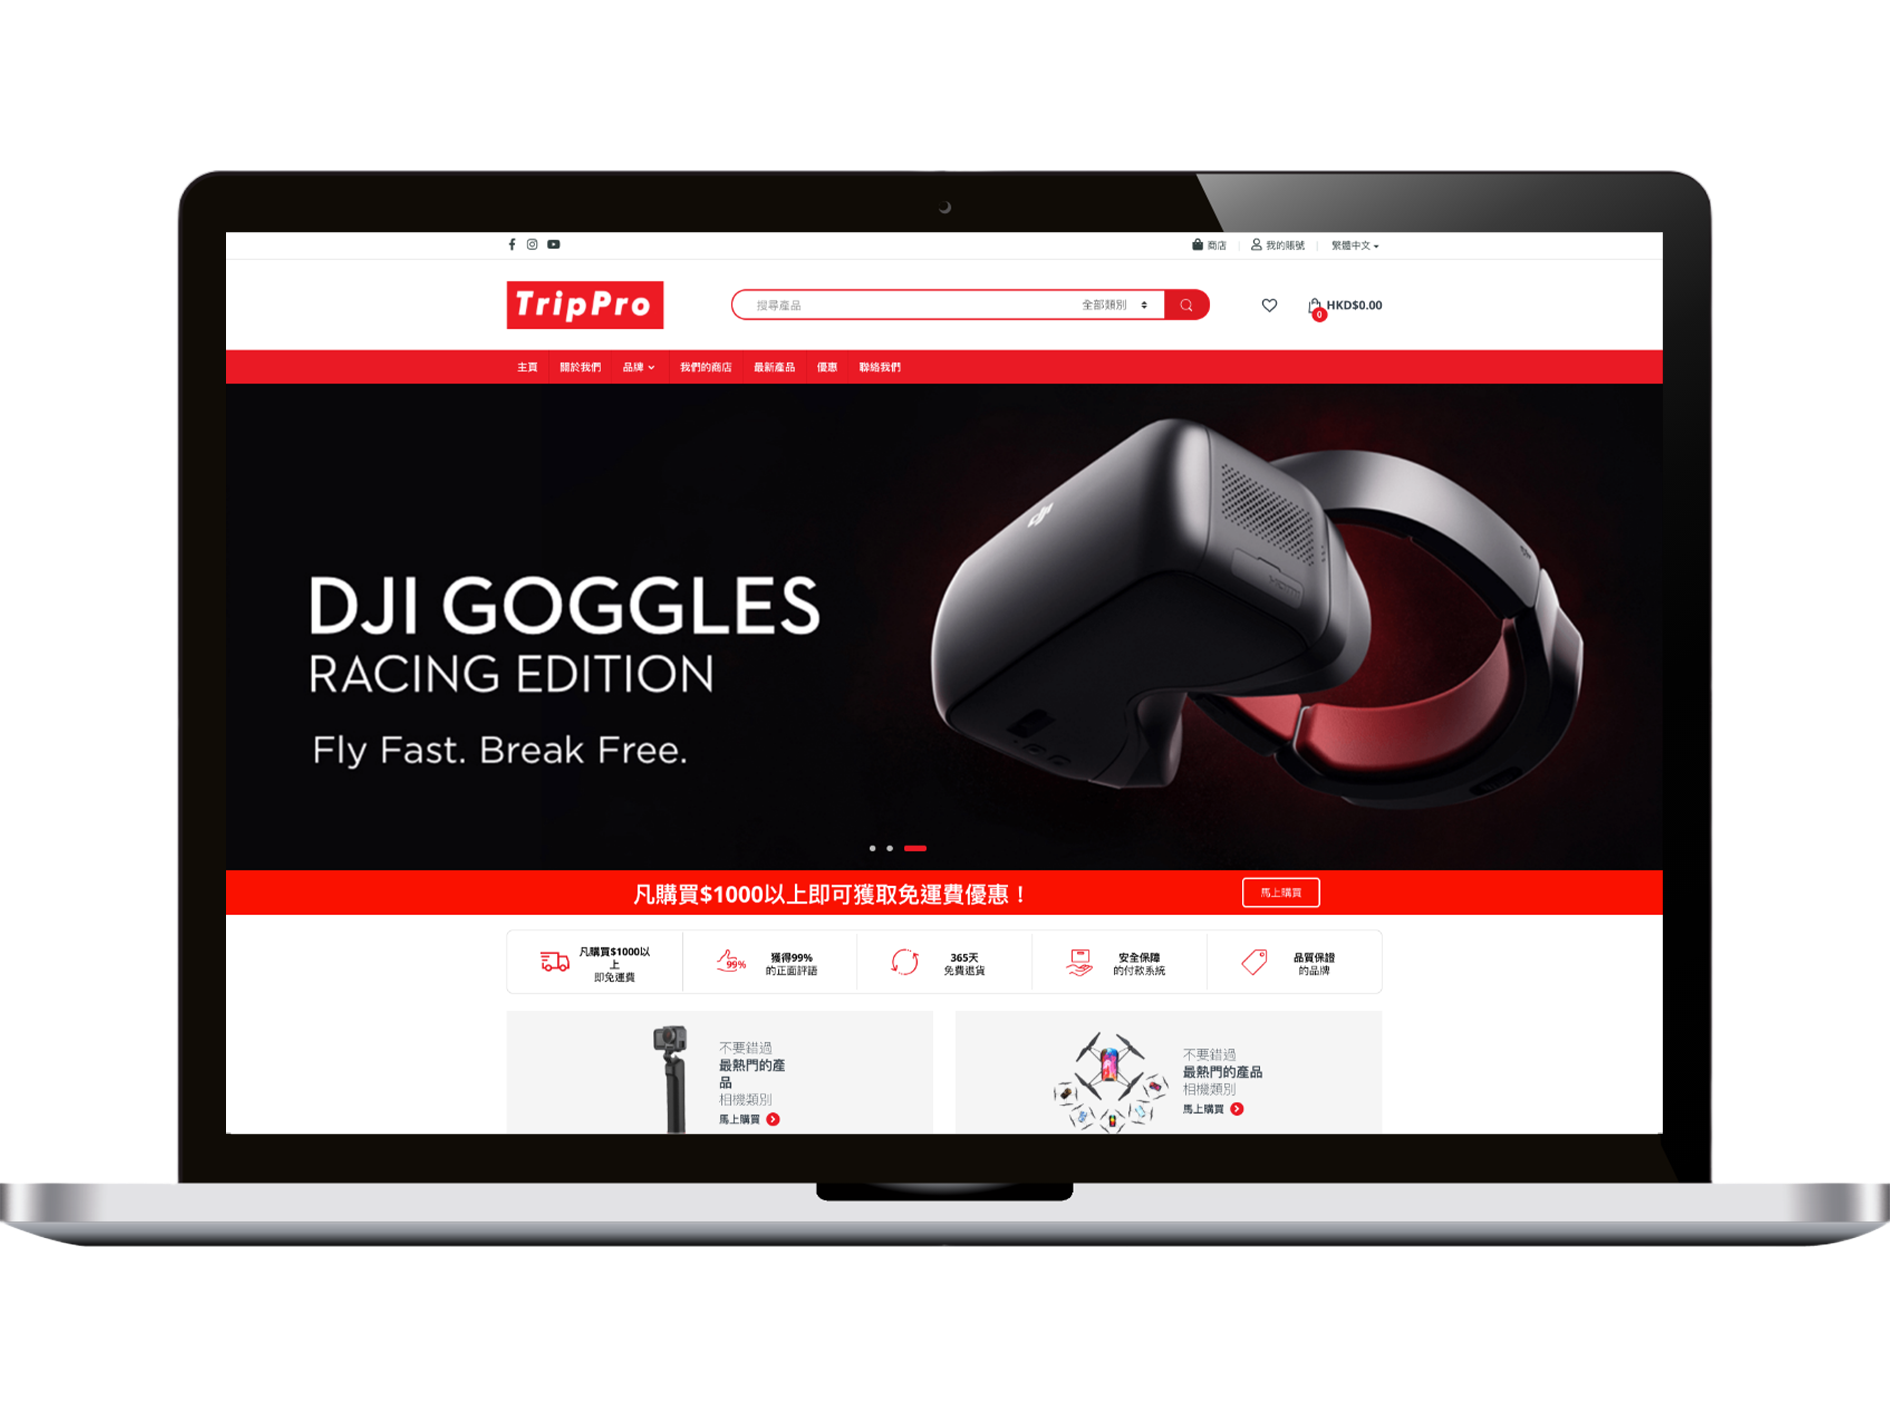 商店
我的賬號
繁體中文
TripPro
搜尋產品
全部類別
0
HKD$0.00
主頁
關於我們
品牌
我們的商店
最新產品
優惠
聯絡我們
dji
HDMI
DJI GOGGLES
RACING EDITION
Fly Fast. Break Free.
凡購買$1000以上即可獲取免運費優惠！
馬上購買
凡購買$1000以
上
即免運費
99%
獲得99%
的正面評語
365天
免費退貨
安全保障
的付款系統
品質保證
的品牌
不要錯過
最熱門的產
品
相機類別
馬上購買
不要錯過
最熱門的產品
相機類別
馬上購買